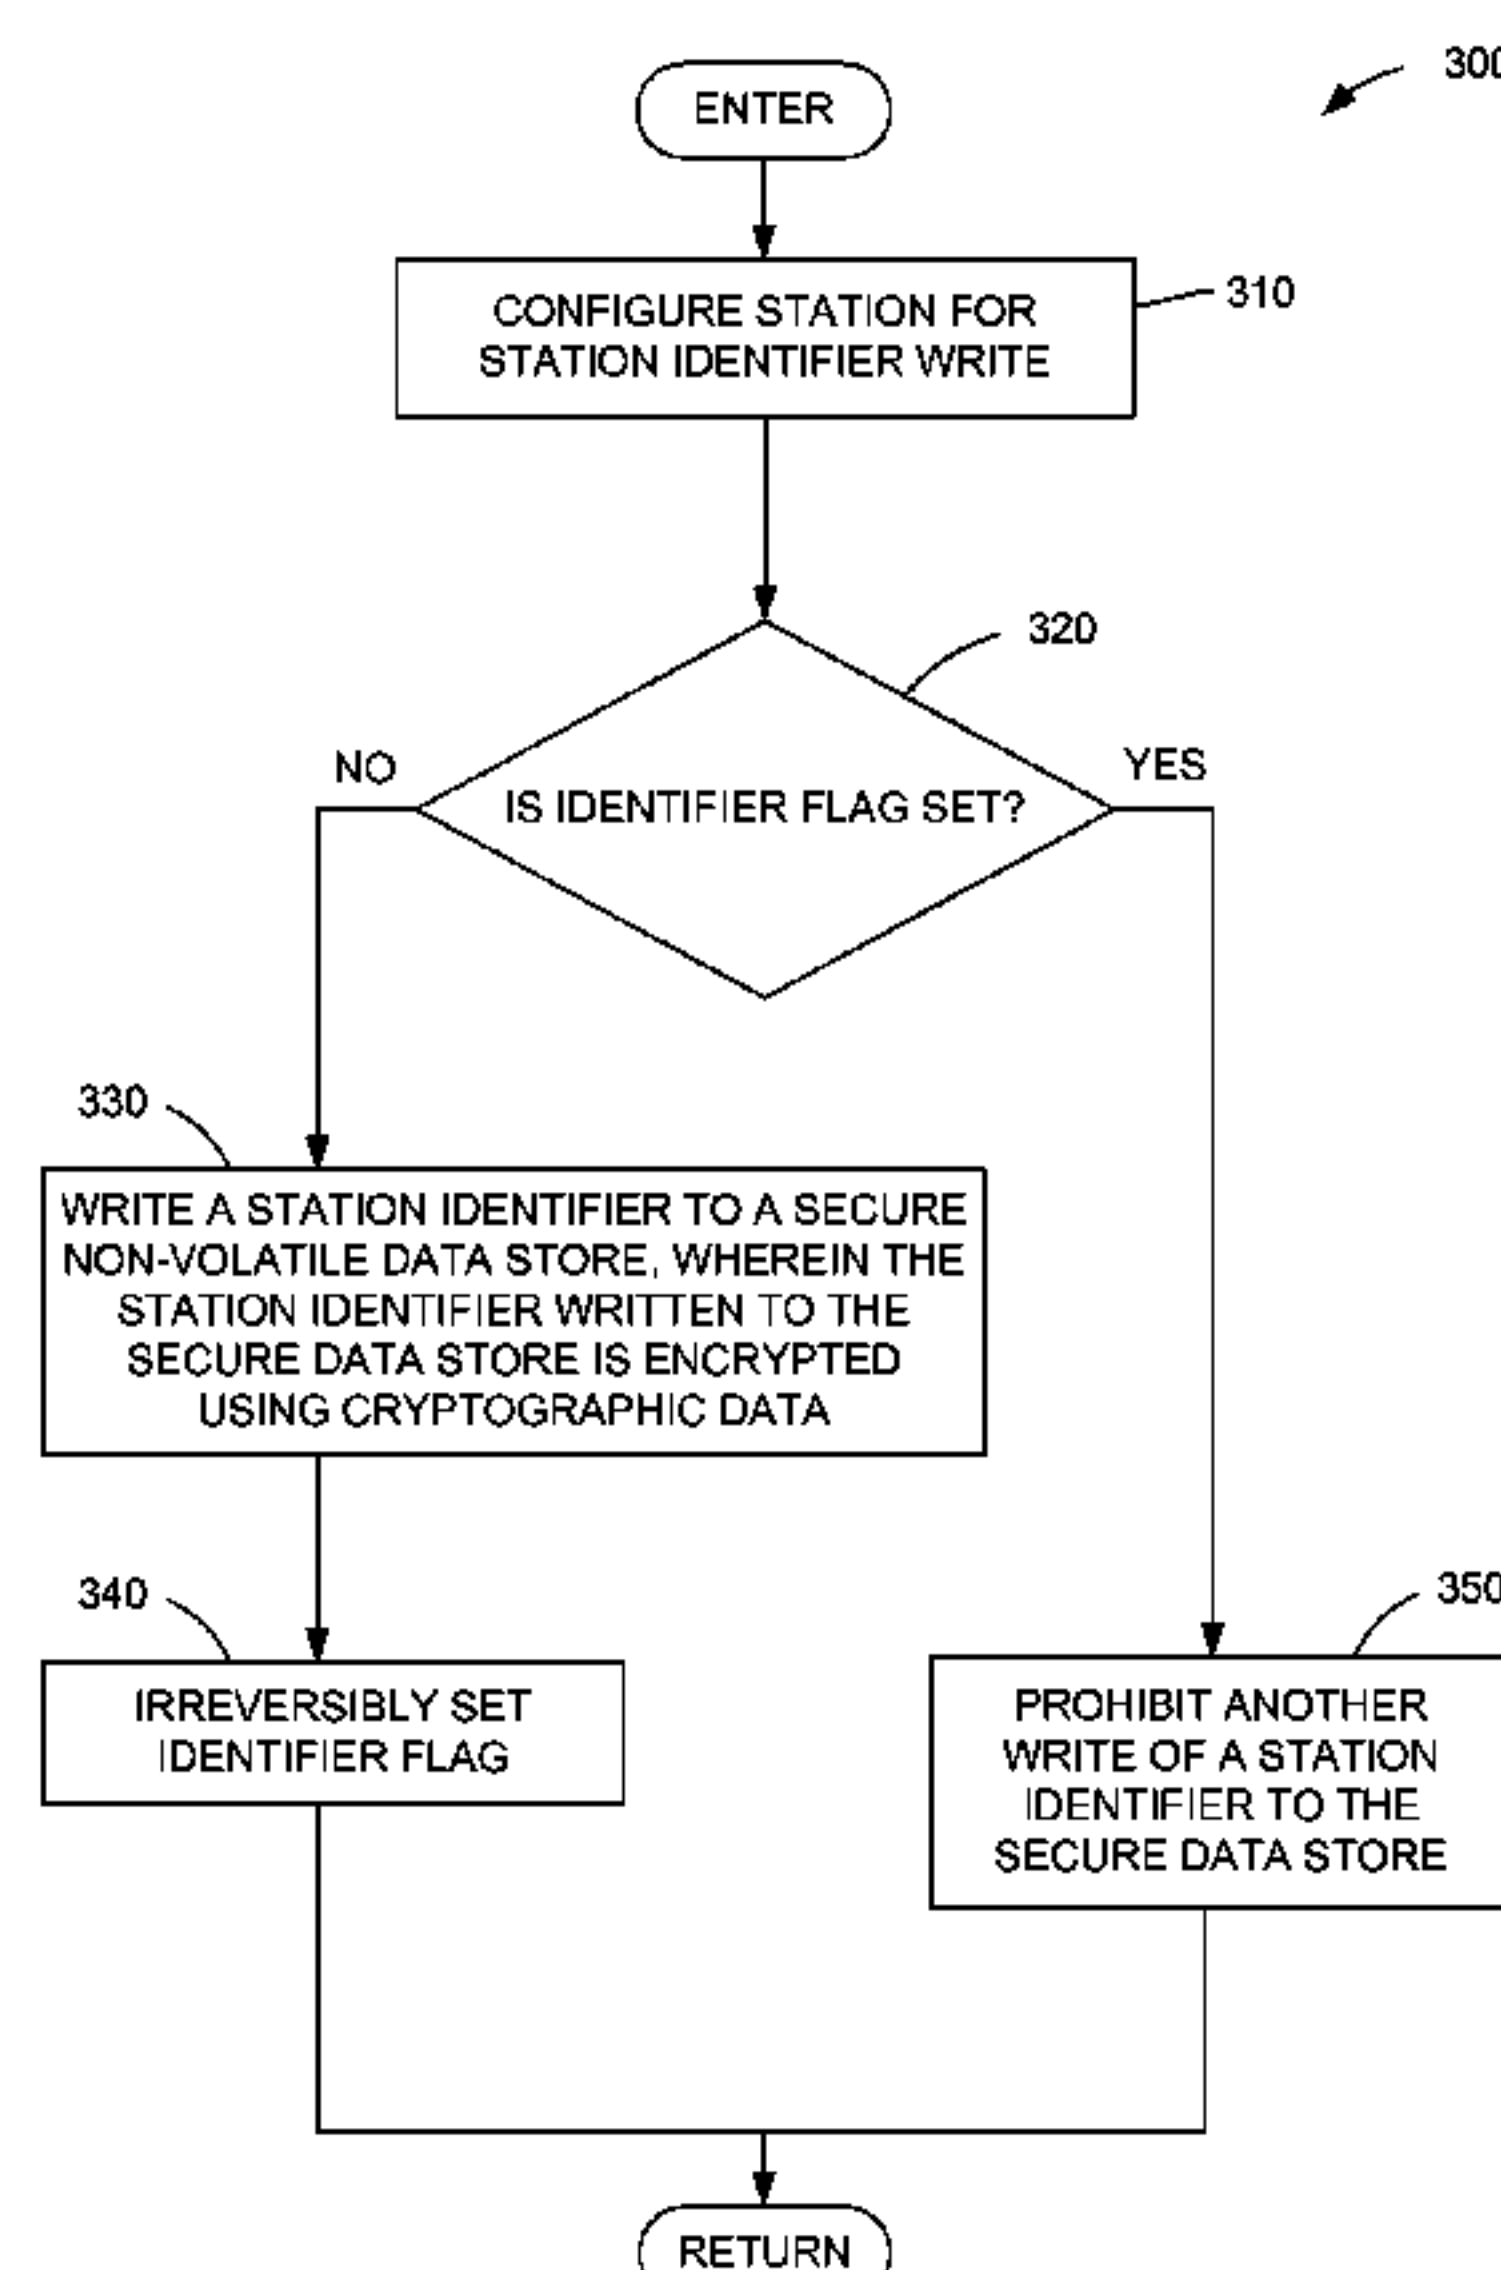 300
ENTER
310
CONFIGURE STATION FOR
STATION IDENTIFIER WRITE
320
NO
YES
IS IDENTIFIER FLAG SET?
330
WRITE A STATION IDENTIFIER TO A SECURE
NON-VOLATILE DATA STORE, WHEREIN THE
STATION IDENTIFIER WRITTEN TO THE
SECURE DATA STORE IS ENCRYPTED
USING CRYPTOGRAPHIC DATA
340
IRREVERSIBLY SET
IDENTIFIER FLAG
350
PROHIBIT ANOTHER
WRITE OF A STATION
IDENTIFIER TO THE
SECURE DATA STORE
RETURN